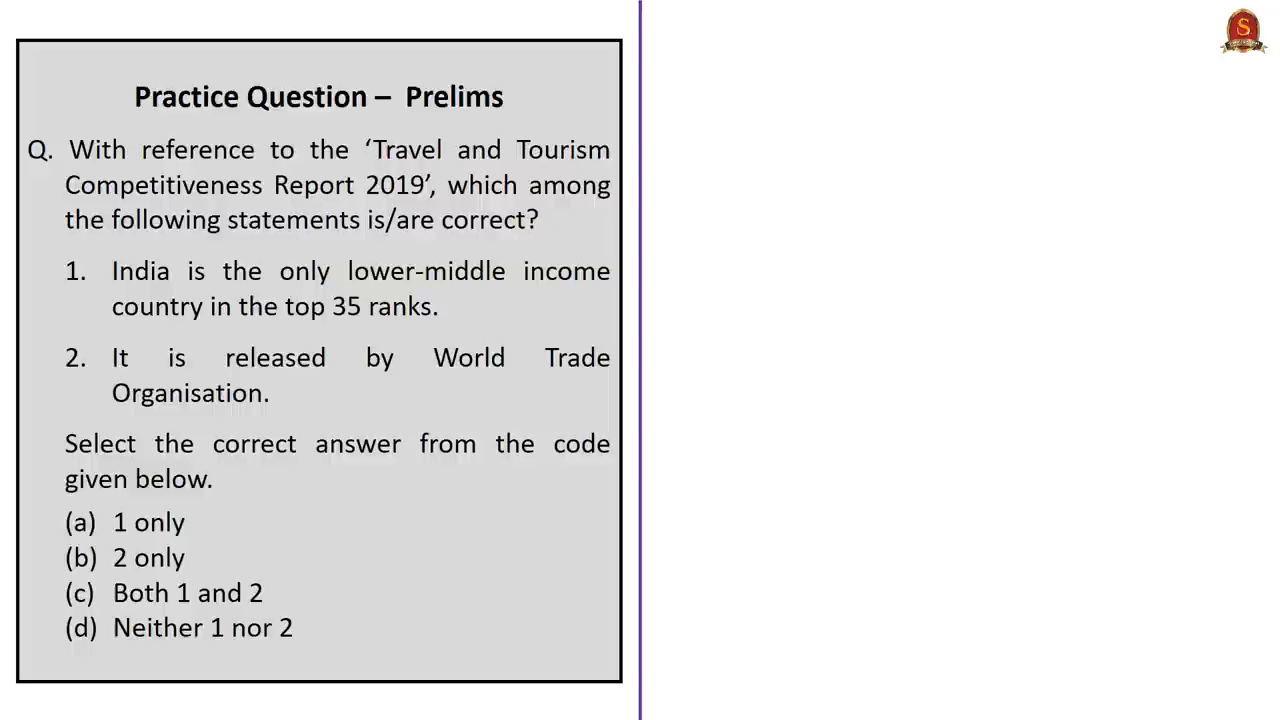 Practice Question – Prelims
Q. With reference to the ‘Travel and Tourism
Competitiveness Report 2019’, which among
the following statements is/are correct?
1. India is the only lower-middle income
country in the top 35 ranks.
2. It is released by World Trade
Organisation.
Select the correct answer from the code
given below.
(a) 1 only
(b) 2 only
(c) Both 1 and 2
(d) Neither 1 nor 2
S